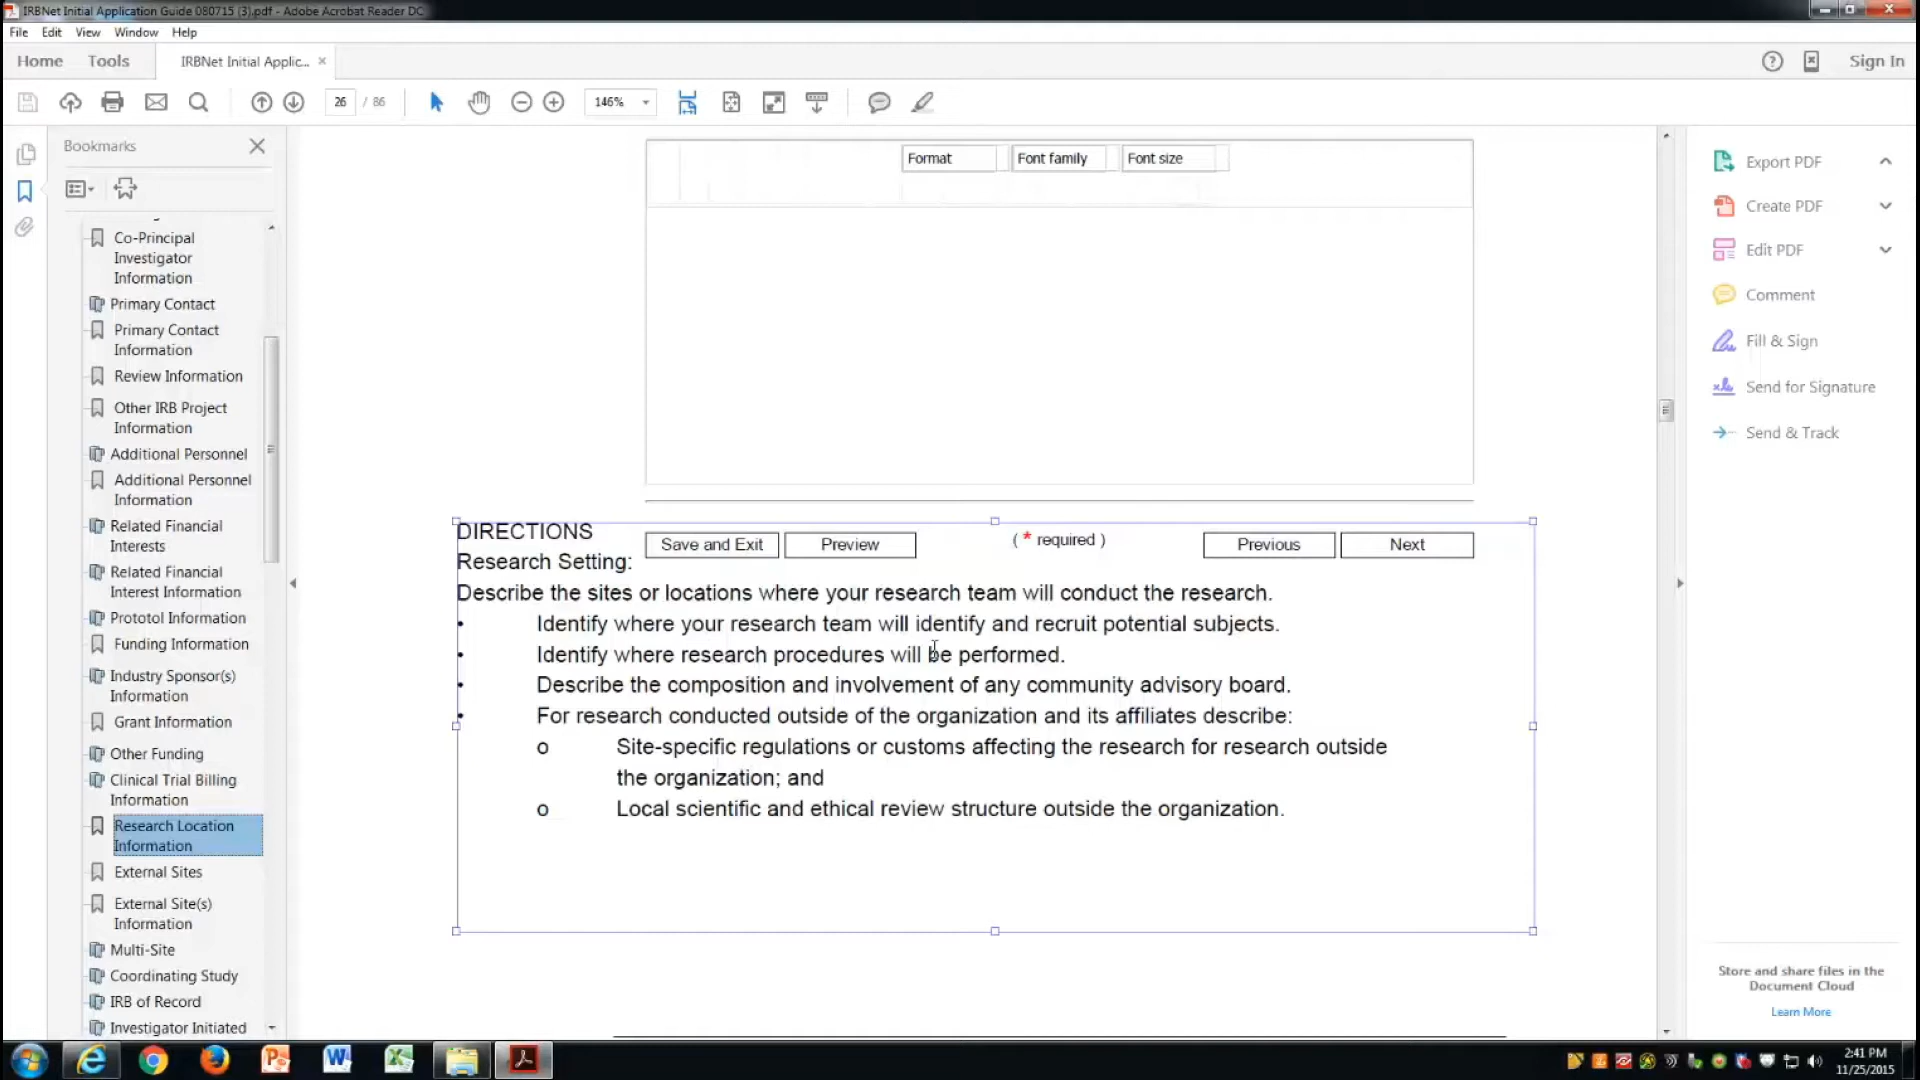 IRBNet Initial Application Guide 080715 (3).pdf - Adobe Acrobat Reader DC
File Edit View Window Help
Home Tools IRBNet Initial Applic... Sign In
26 / 86 146%
Bookmarks
Co-Principal
Investigator
Information
Primary Contact
Primary Contact
Information
Review Information
Other IRB Project
Information
Additional Personnel
Additional Personnel
Information
Related Financial
Interests
Related Financial
Interest Information
Prototol Information
Funding Information
Industry Sponsor(s)
Information
Grant Information
Other Funding
Clinical Trial Billing
Information
Research Location
Information
External Sites
External Site(s)
Information
Multi-Site
Coordinating Study
IRB of Record
Investigator Initiated
Format Font family Font size
DIRECTIONS
Save and Exit Preview ( * required ) Previous Next
Research Setting:
Describe the sites or locations where your research team will conduct the research.
• Identify where your research team will identify and recruit potential subjects.
• Identify where research procedures will be performed.
• Describe the composition and involvement of any community advisory board.
• For research conducted outside of the organization and its affiliates describe:
o Site-specific regulations or customs affecting the research for research outside
the organization; and
o Local scientific and ethical review structure outside the organization.
Export PDF
Create PDF
Edit PDF
Comment
Fill & Sign
Send for Signature
Send & Track
Store and share files in the
Document Cloud
Learn More
2:41 PM
11/25/2015